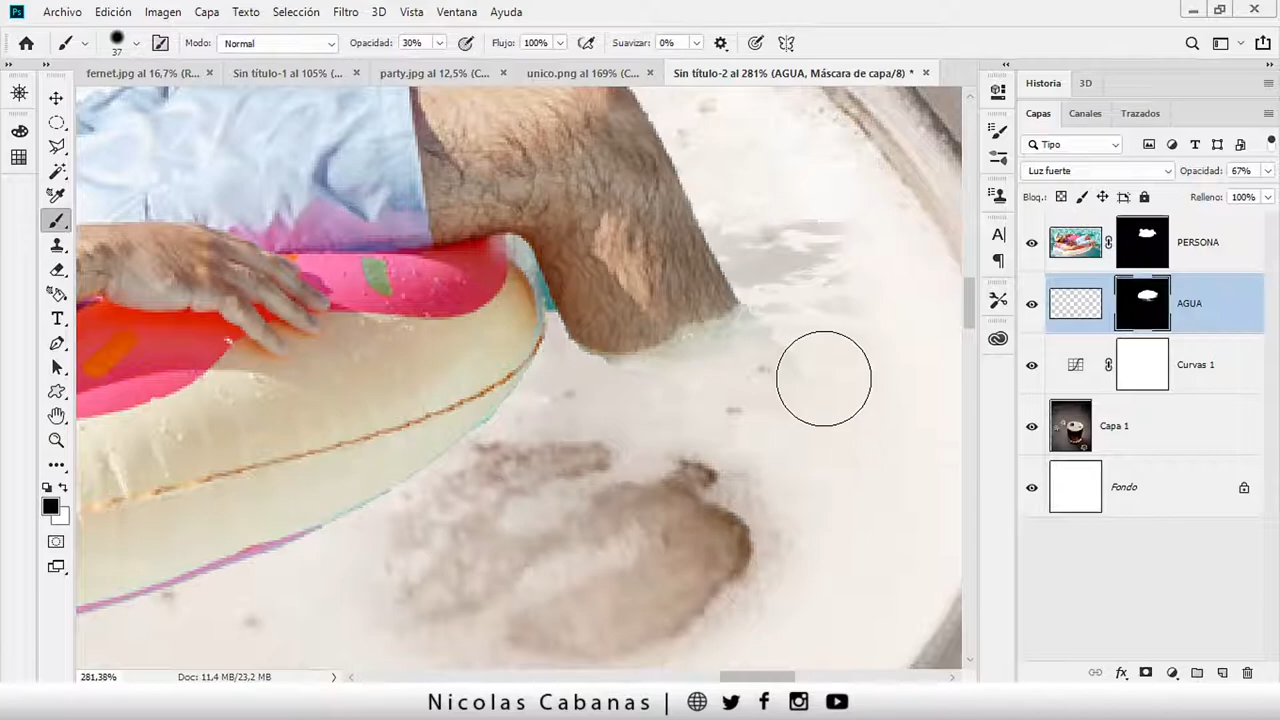 Archivo Edición Imagen Capa Texto Selección Filtro 3D Vista Ventana Ayuda
37 Modo: Normal Opacidad: 30% Flujo: 100% Suavizar: 0%
fernet.jpg al 16,7% (R... × Sin título-1 al 105% (... × party.jpg al 12,5% (C... × unico.png al 169% (C... × Sin título-2 al 281% (AGUA, Máscara de capa/8) * ×
Historia 3D
Capas Canales Trazados
Tipo
Luz fuerte Opacidad: 67%
Bloq.: Relleno: 100%
PERSONA
AGUA
Curvas 1
Capa 1
Fondo
281,38% Doc: 11,4 MB/23,2 MB
Nicolas Cabanas |